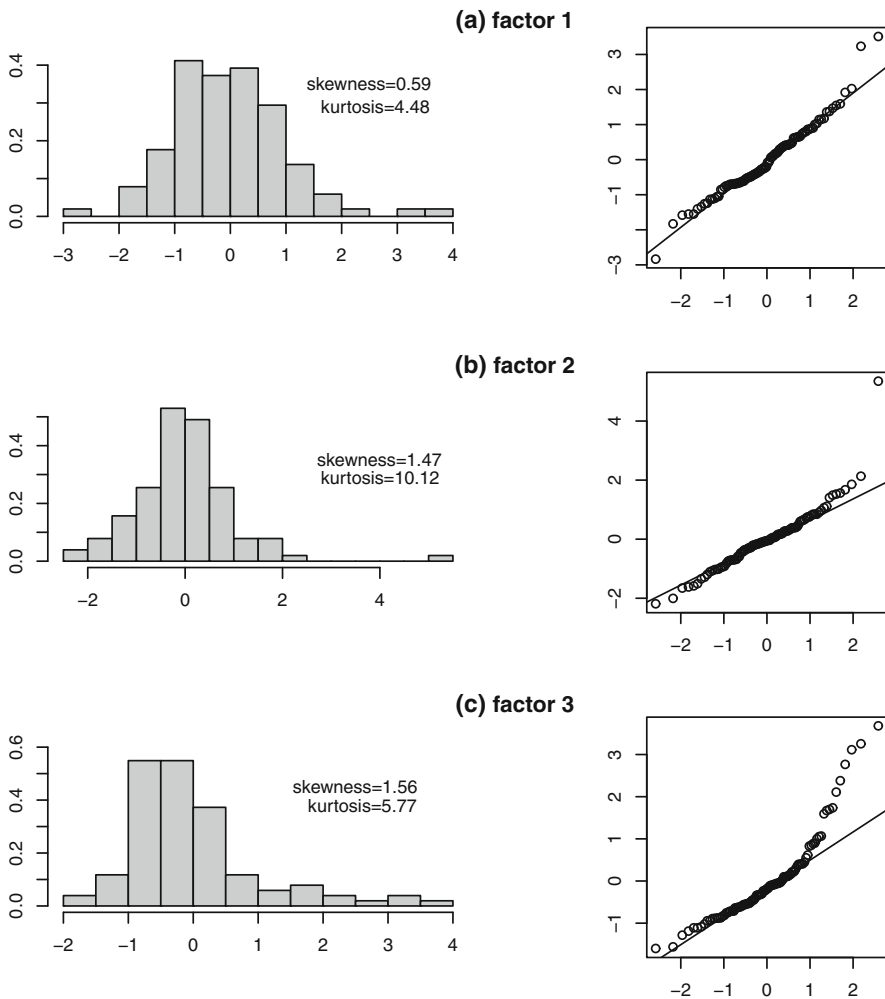 (a) factor 1
0.0 0.2 0.4
skewness=0.59
kurtosis=4.48
−3 −2 −1 0 1 2 3 4
−3 −1 0 1 2 3
−2 −1 0 1 2
(b) factor 2
0.0 0.2 0.4
skewness=1.47
kurtosis=10.12
−2 0 2 4
−2 0 2 4
−2 −1 0 1 2
(c) factor 3
0.0 0.2 0.4 0.6
skewness=1.56
kurtosis=5.77
−2 −1 0 1 2 3 4
−1 0 1 2 3
−2 −1 0 1 2